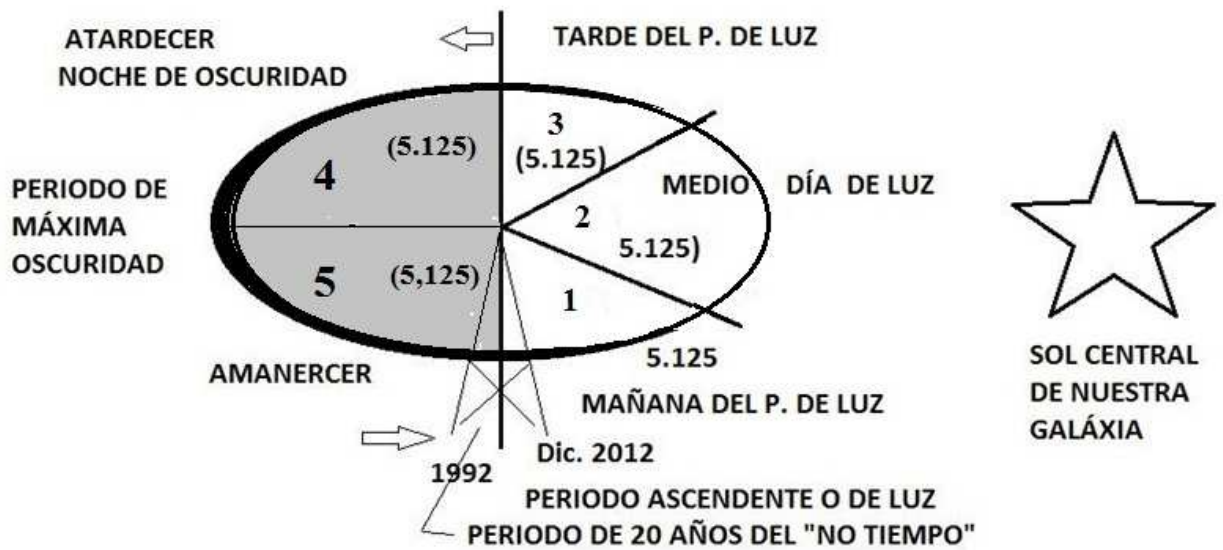 ATARDECER
NOCHE DE OSCURIDAD
TARDE DEL P. DE LUZ
3
(5.125)
4
(5.125)
MEDIO DÍA DE LUZ
2
5.125)
PERIODO DE
MÁXIMA
OSCURIDAD
5
(5,125)
1
5.125
AMANERCER
MAÑANA DEL P. DE LUZ
SOL CENTRAL
DE NUESTRA
GALÁXIA
1992
Dic. 2012
PERIODO ASCENDENTE O DE LUZ
PERIODO DE 20 AÑOS DEL "NO TIEMPO"